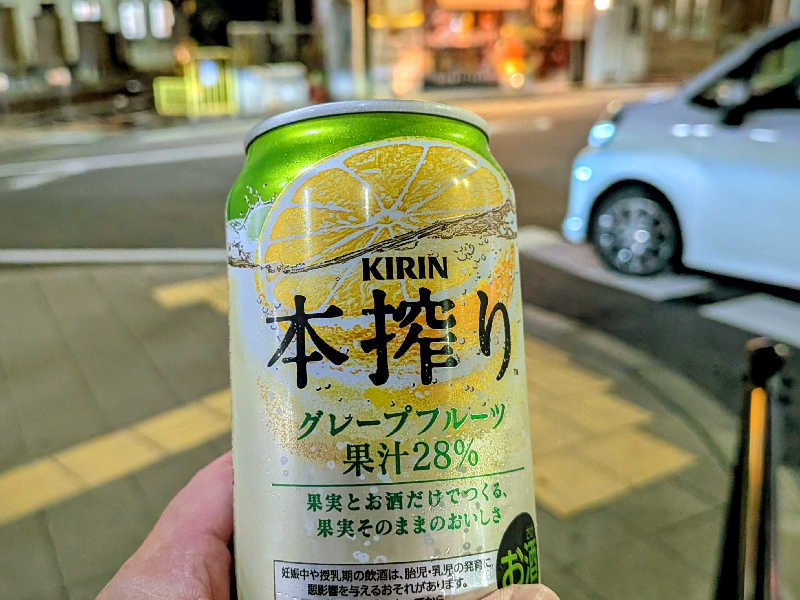 KIRIN
本搾り
グレープフルーツ
果汁28%
果実とお酒だけでつくる、
果実そのままのおいしさ
お酒
妊娠中や授乳期の飲酒は、胎児・乳児の発育に
悪影響を与えるおそれがあります。